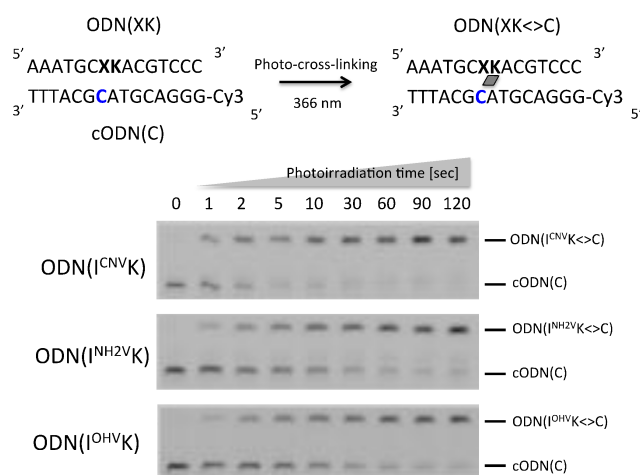 ODN(XK)
5’ AAATGCXKACGTCCC 3’
3’ TTTACGCATGCAGGG-Cy3 5’
cODN(C)
Photo-cross-linking
366 nm
ODN(XK<>C)
5’ AAATGCXKACGTCCC 3’
3’ TTTACGCATGCAGGG-Cy3 5’
Photoirradiation time [sec]
0 1 2 5 10 30 60 90 120
ODN(I^CNVK)
ODN(I^CNVK<>C)
cODN(C)
ODN(I^NH2VK)
ODN(I^NH2VK<>C)
cODN(C)
ODN(I^OHVK)
ODN(I^OHVK<>C)
cODN(C)